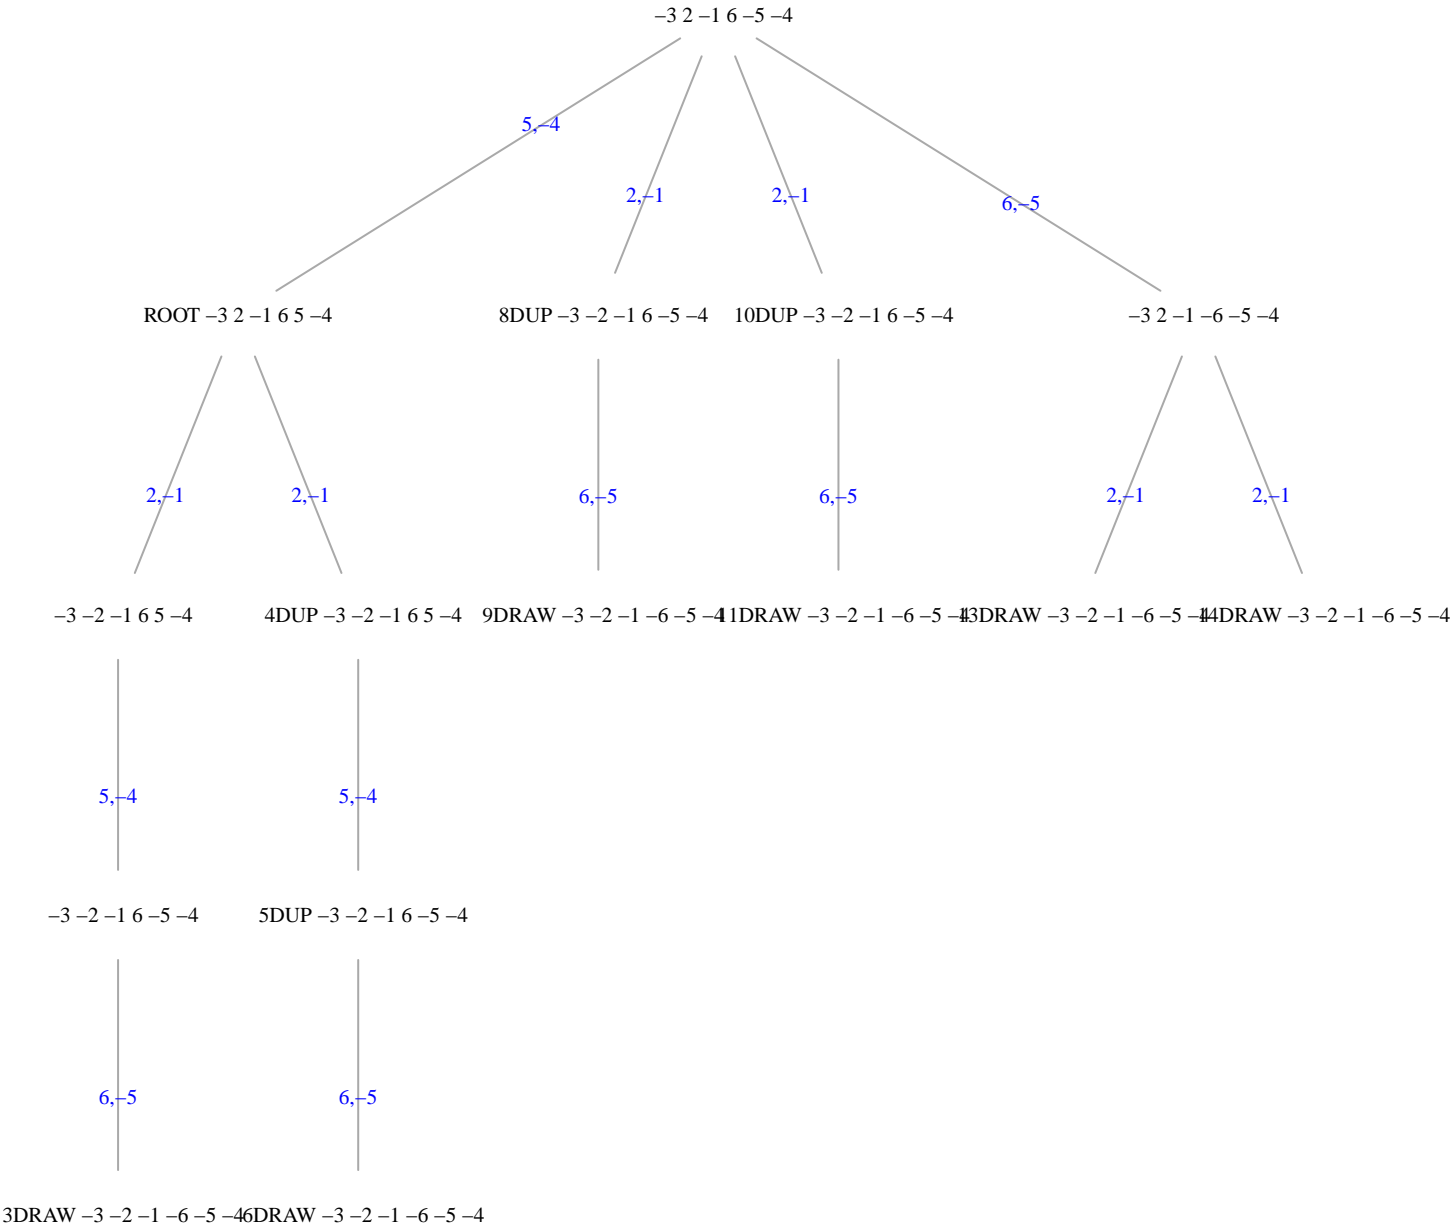 −3 2 −1 6 −5 −4
5,−4
2,−1
2,−1
6,−5
ROOT −3 2 −1 6 5 −4
8DUP −3 −2 −1 6 −5 −4
10DUP −3 −2 −1 6 −5 −4
−3 2 −1 −6 −5 −4
2,−1
2,−1
6,−5
6,−5
2,−1
2,−1
−3 −2 −1 6 5 −4
4DUP −3 −2 −1 6 5 −4
9DRAW −3 −2 −1 −6 −5 −4
11DRAW −3 −2 −1 −6 −5 −4
13DRAW −3 −2 −1 −6 −5 −4
14DRAW −3 −2 −1 −6 −5 −4
5,−4
5,−4
−3 −2 −1 6 −5 −4
5DUP −3 −2 −1 6 −5 −4
6,−5
6,−5
3DRAW −3 −2 −1 −6 −5 −4
6DRAW −3 −2 −1 −6 −5 −4